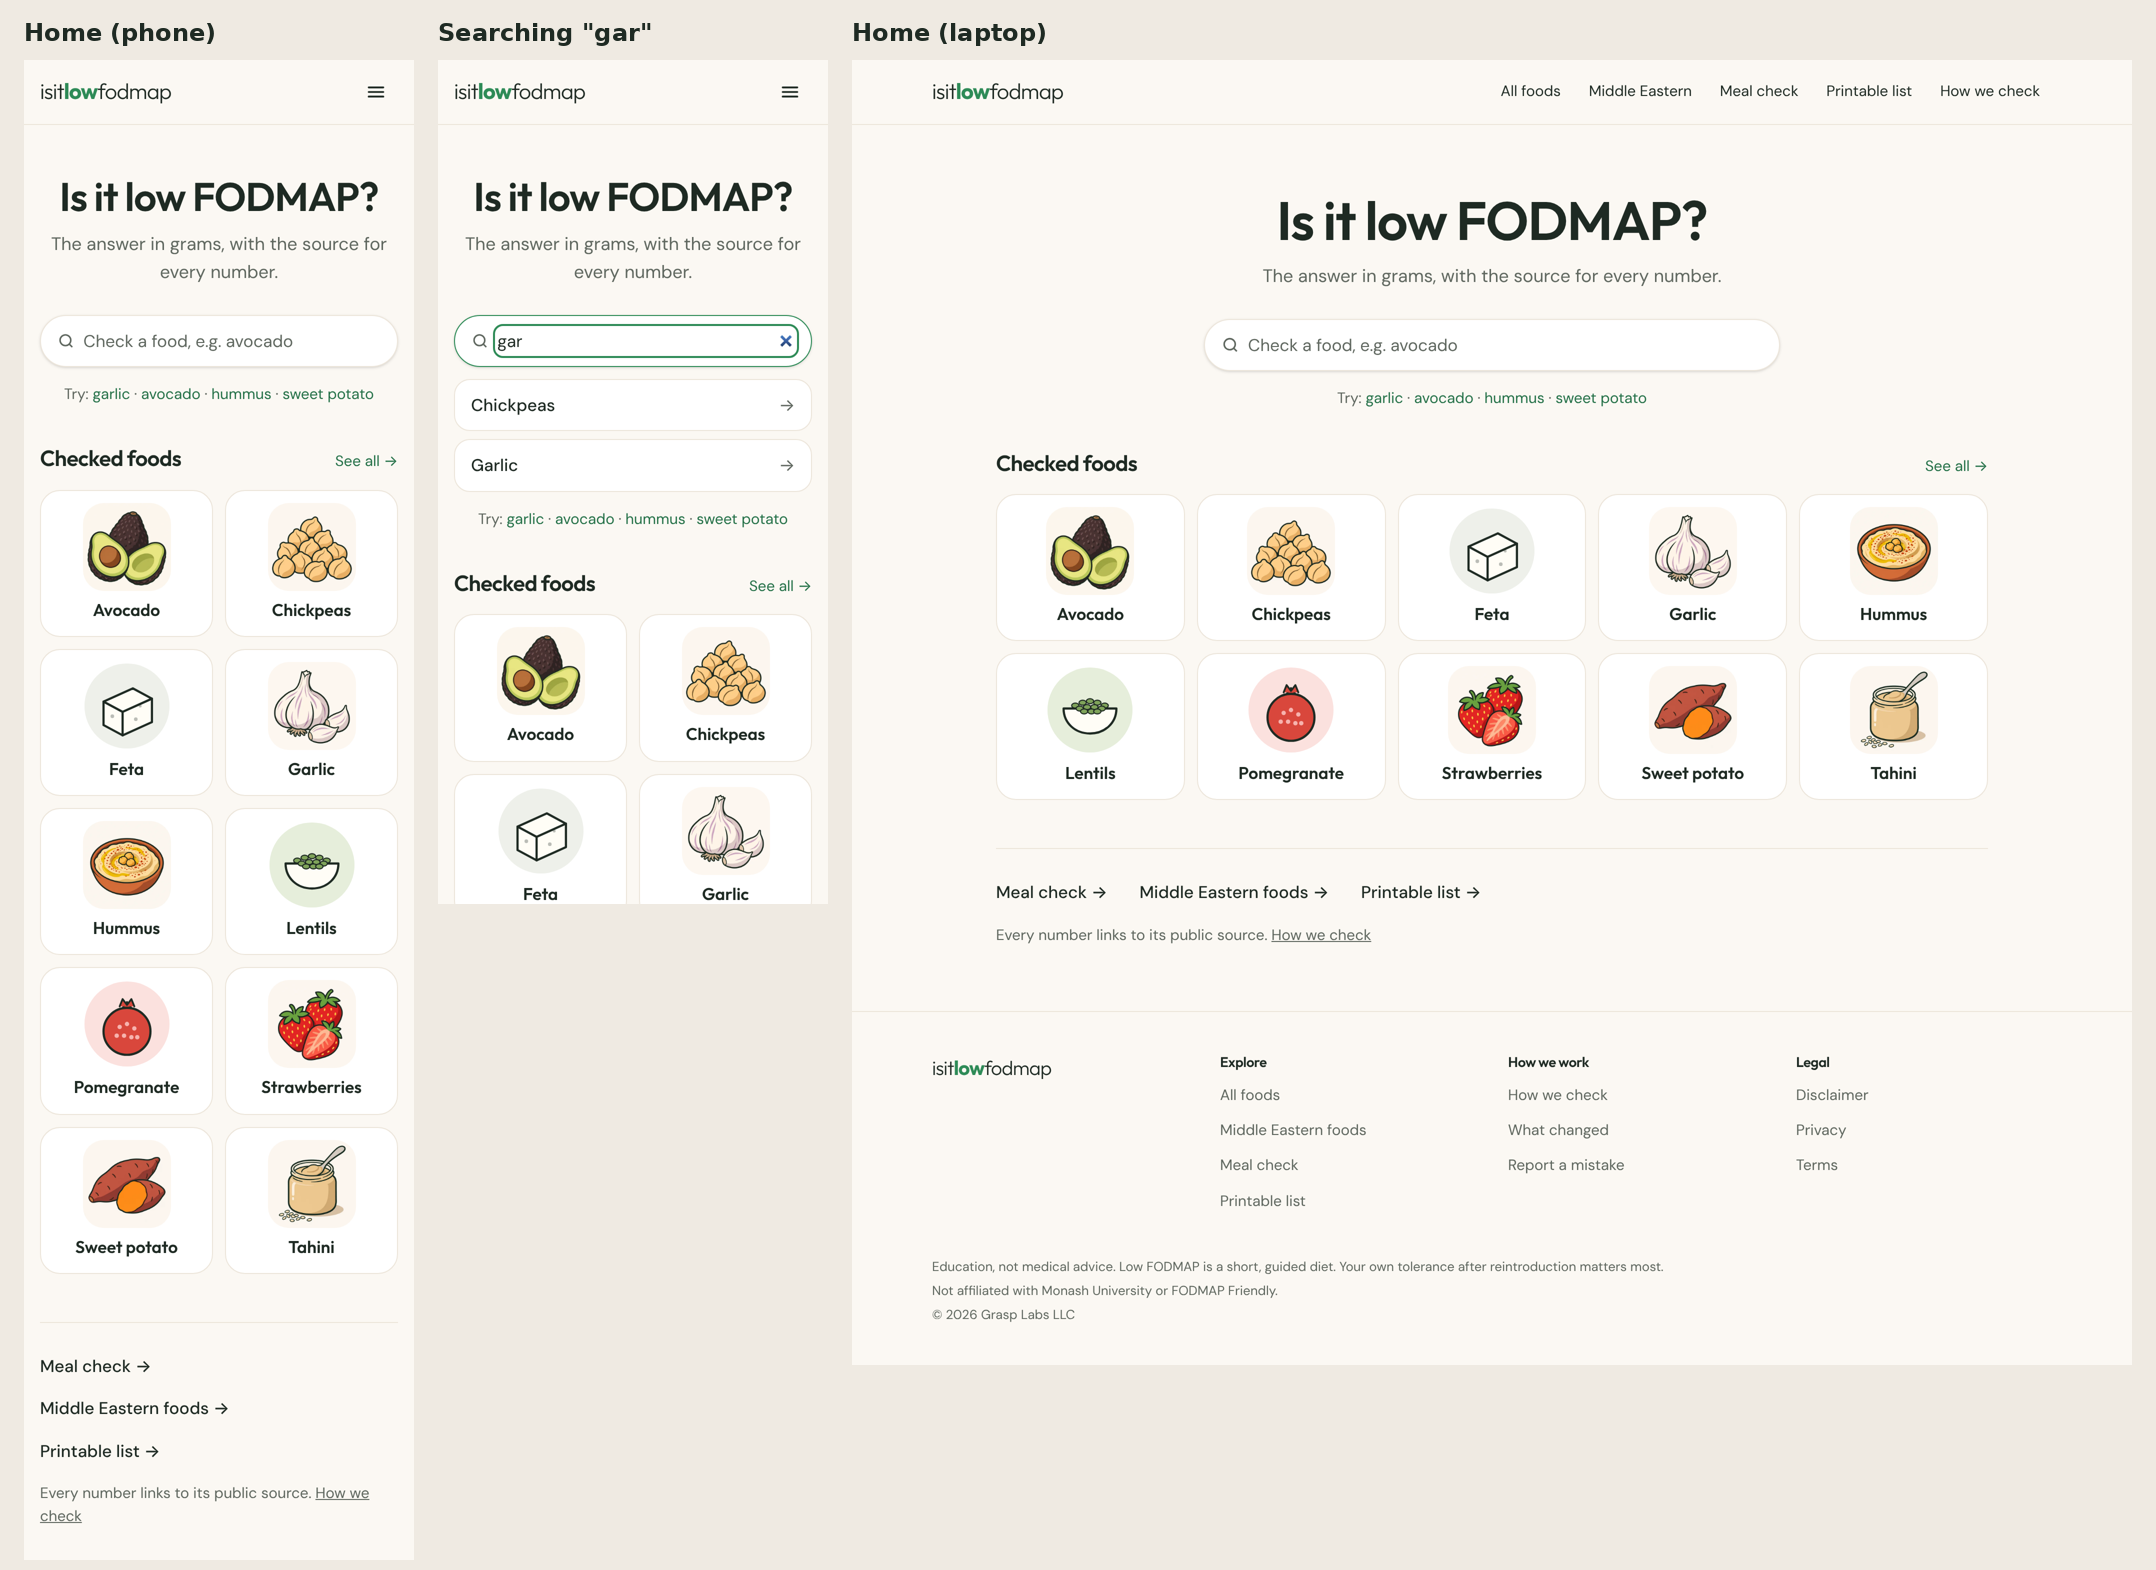 Home (phone)
isitlowfodmap
Is it low FODMAP?
The answer in grams, with the source for
every number.
Check a food, e.g. avocado
Try: garlic · avocado · hummus · sweet potato
Checked foods
See all →
Avocado
Chickpeas
Feta
Garlic
Hummus
Lentils
Pomegranate
Strawberries
Sweet potato
Tahini
Meal check →
Middle Eastern foods →
Printable list →
Every number links to its public source. How we
check
Searching "gar"
isitlowfodmap
Is it low FODMAP?
The answer in grams, with the source for
every number.
gar
Chickpeas →
Garlic →
Try: garlic · avocado · hummus · sweet potato
Checked foods
See all →
Avocado
Chickpeas
Feta
Garlic
Home (laptop)
isitlowfodmap
All foods
Middle Eastern
Meal check
Printable list
How we check
Is it low FODMAP?
The answer in grams, with the source for every number.
Check a food, e.g. avocado
Try: garlic · avocado · hummus · sweet potato
Checked foods
See all →
Avocado
Chickpeas
Feta
Garlic
Hummus
Lentils
Pomegranate
Strawberries
Sweet potato
Tahini
Meal check →
Middle Eastern foods →
Printable list →
Every number links to its public source. How we check
isitlowfodmap
Explore
All foods
Middle Eastern foods
Meal check
Printable list
How we work
How we check
What changed
Report a mistake
Legal
Disclaimer
Privacy
Terms
Education, not medical advice. Low FODMAP is a short, guided diet. Your own tolerance after reintroduction matters most.
Not affiliated with Monash University or FODMAP Friendly.
© 2026 Grasp Labs LLC